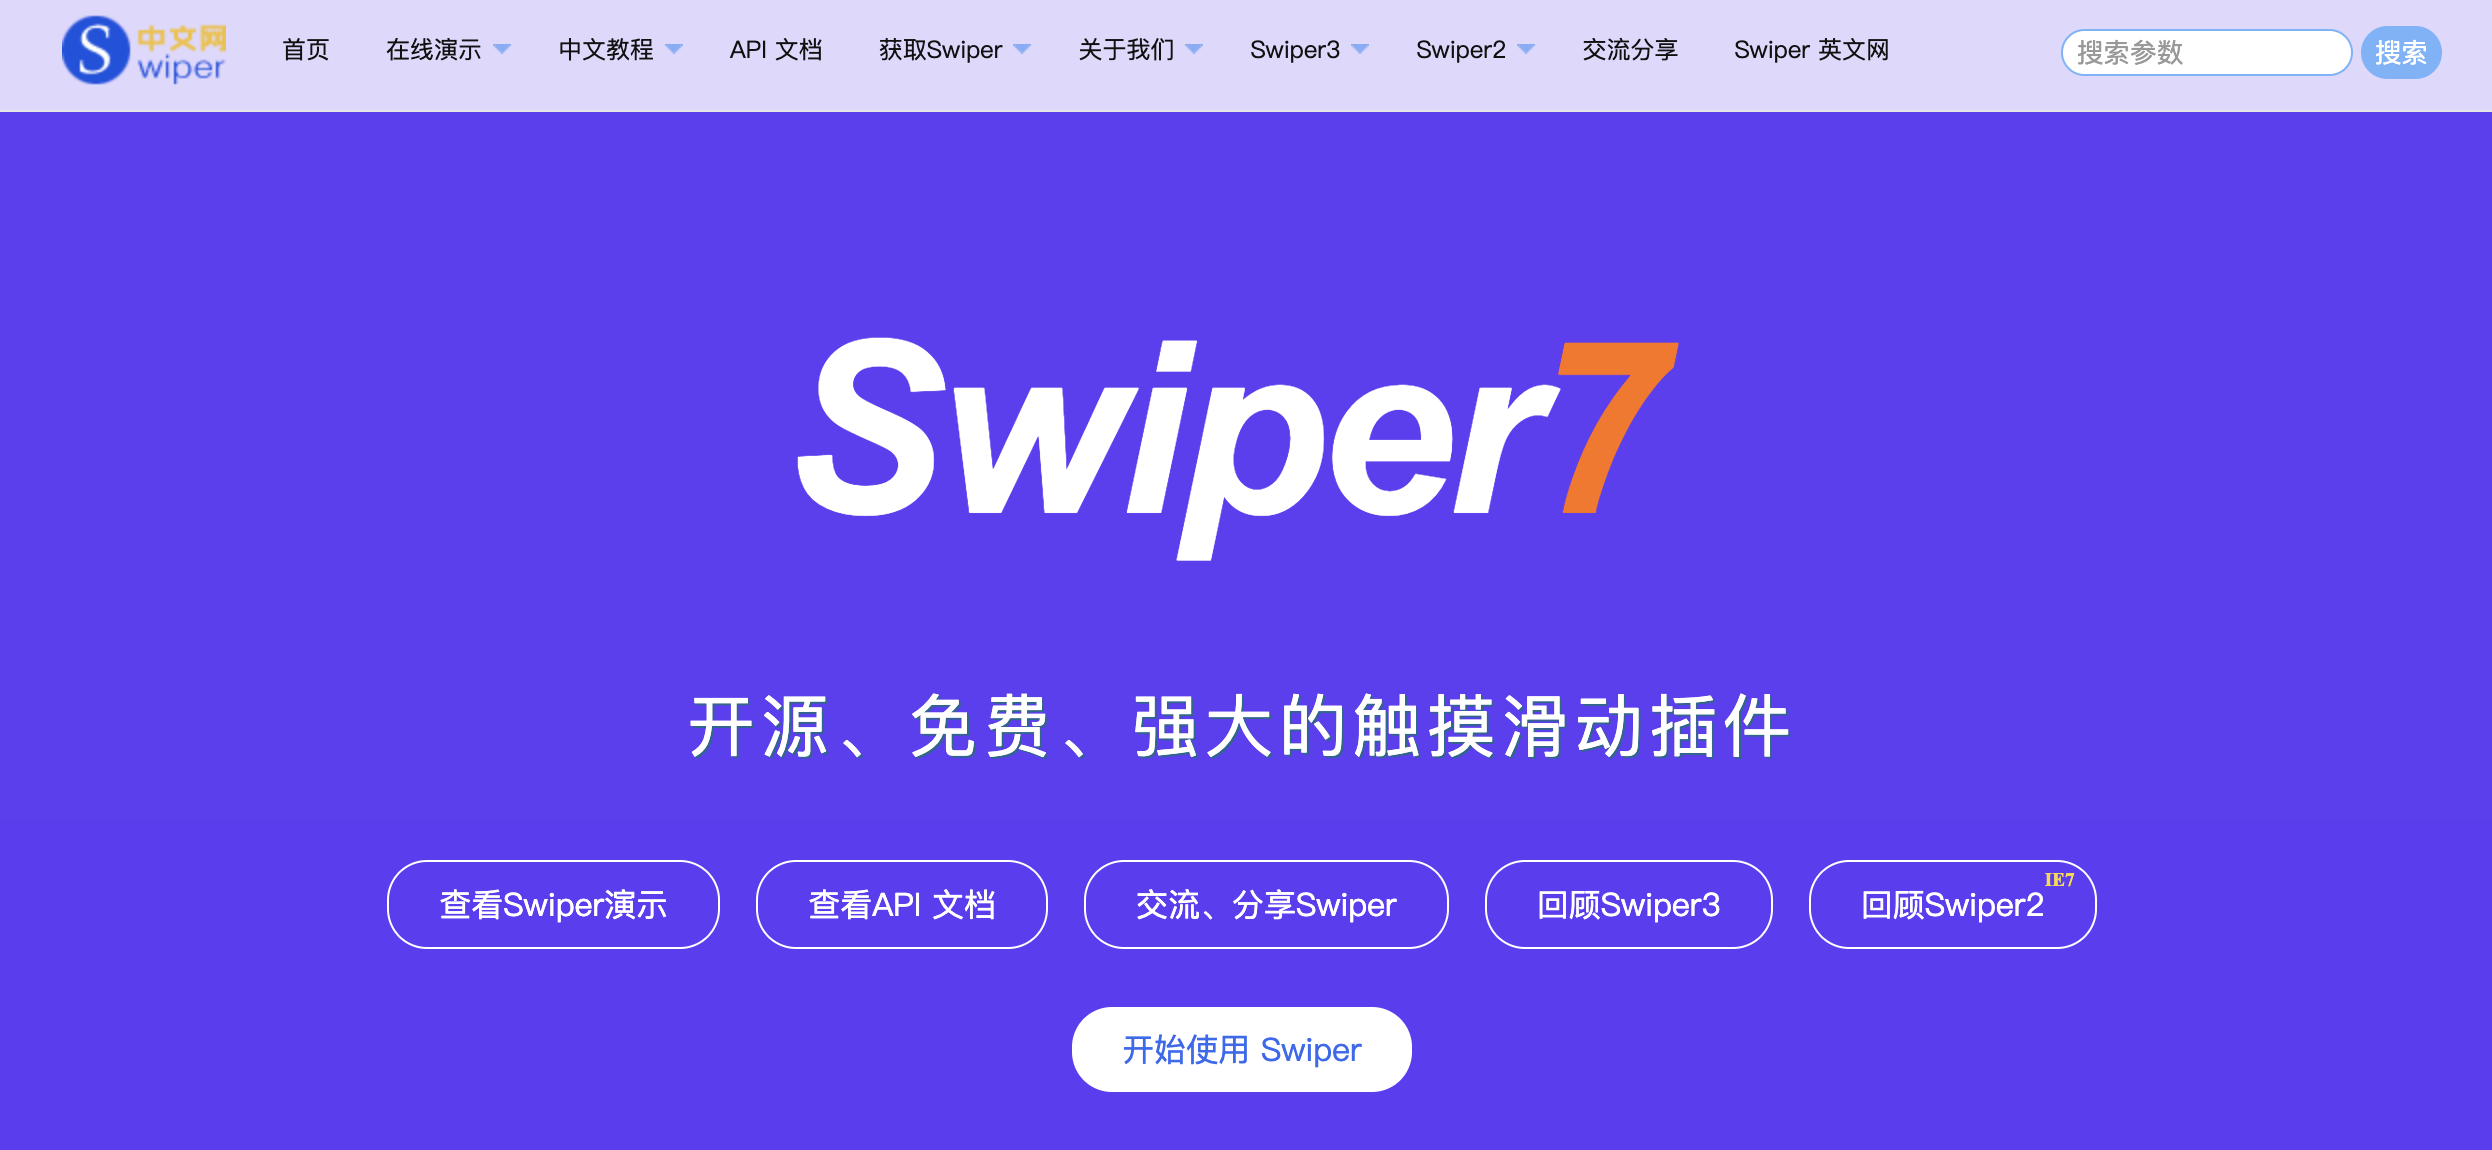 S 中文网
wiper
首页 在线演示 中文教程 API 文档 获取Swiper 关于我们 Swiper3 Swiper2 交流分享 Swiper 英文网 搜索参数 搜索
Swiper7
开源、免费、强大的触摸滑动插件
查看Swiper演示 查看API 文档 交流、分享Swiper 回顾Swiper3 回顾Swiper2 IE7
开始使用 Swiper